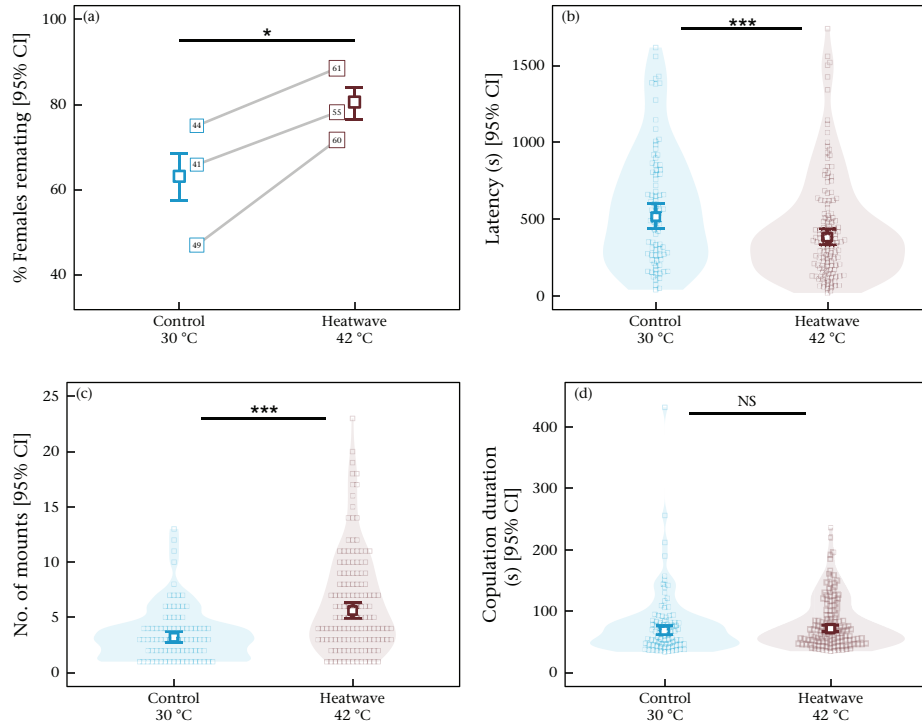 (a)
% Females remating [95% CI]
100
80
60
40
*
61
55
60
44
41
49
Control
30 °C
Heatwave
42 °C
(b)
Latency (s) [95% CI]
1500
1000
500
0
***
Control
30 °C
Heatwave
42 °C
(c)
No. of mounts [95% CI]
25
20
15
10
5
0
***
Control
30 °C
Heatwave
42 °C
(d)
Copulation duration
(s) [95% CI]
400
300
200
100
0
NS
Control
30 °C
Heatwave
42 °C